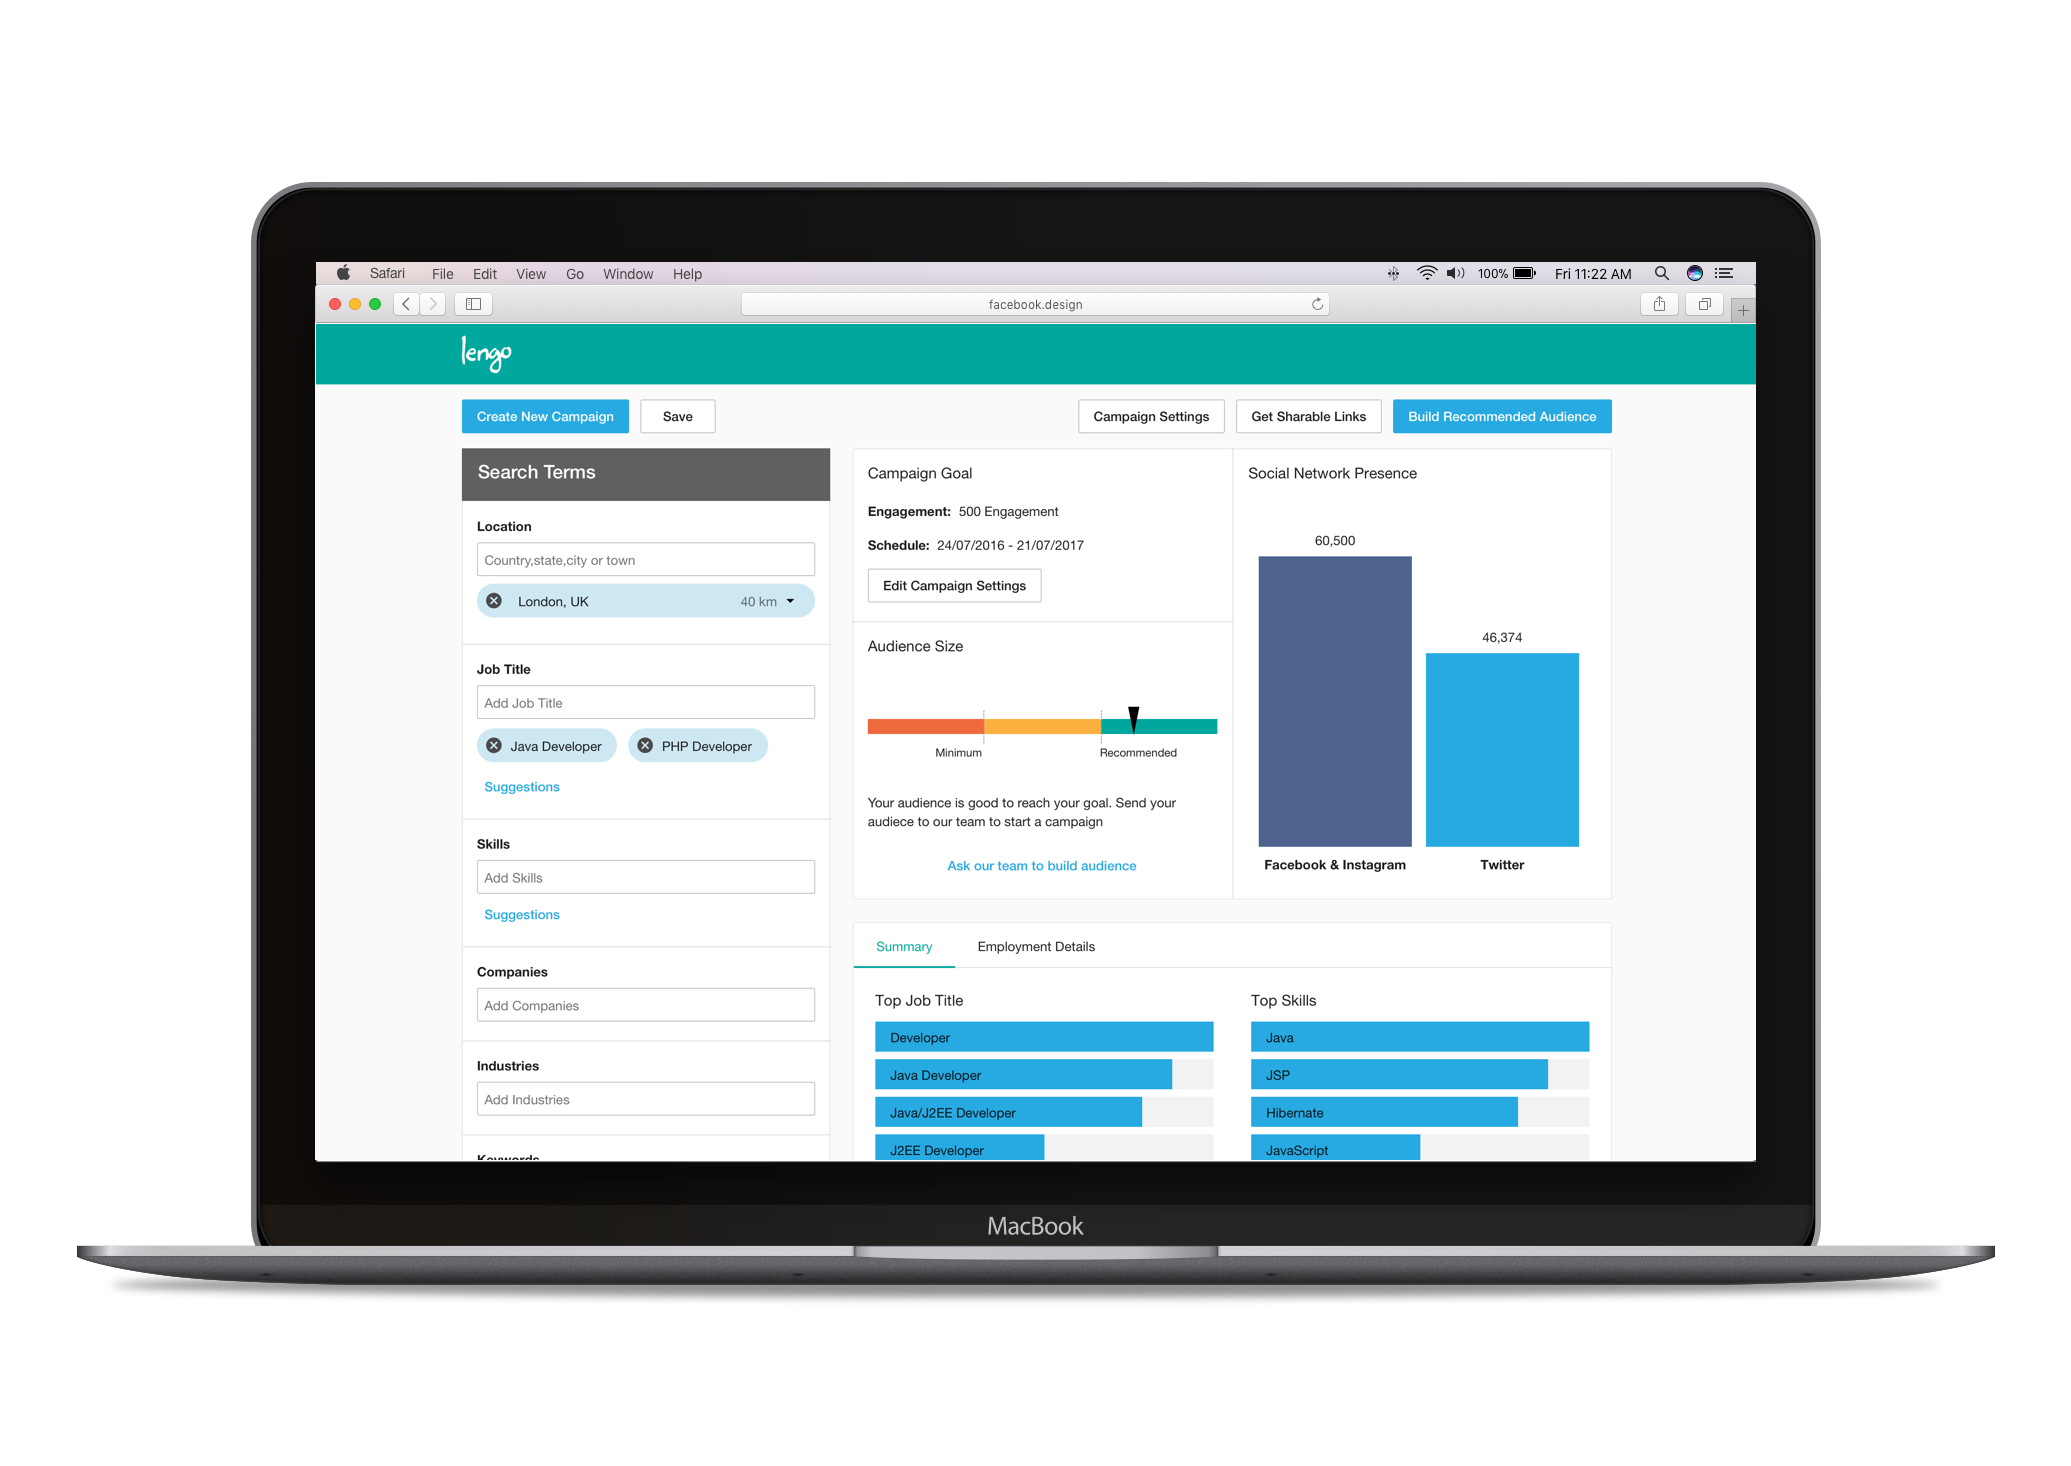 Safari File Edit View Go Window Help 100% Fri 11:22 AM
facebook.design
lengo
Create New Campaign Save Campaign Settings Get Sharable Links Build Recommended Audience
Search Terms
Location
Country,state,city or town
London, UK 40 km
Job Title
Add Job Title
Java Developer PHP Developer
Suggestions
Skills
Add Skills
Suggestions
Companies
Add Companies
Industries
Add Industries
Keywords
Campaign Goal
Engagement: 500 Engagement
Schedule: 24/07/2016 - 21/07/2017
Edit Campaign Settings
Audience Size
Minimum Recommended
Your audience is good to reach your goal. Send your
audiece to our team to start a campaign
Ask our team to build audience
Social Network Presence
60,500
46,374
Facebook & Instagram Twitter
Summary Employment Details
Top Job Title
Developer
Java Developer
Java/J2EE Developer
J2EE Developer
Top Skills
Java
JSP
Hibernate
JavaScript
MacBook